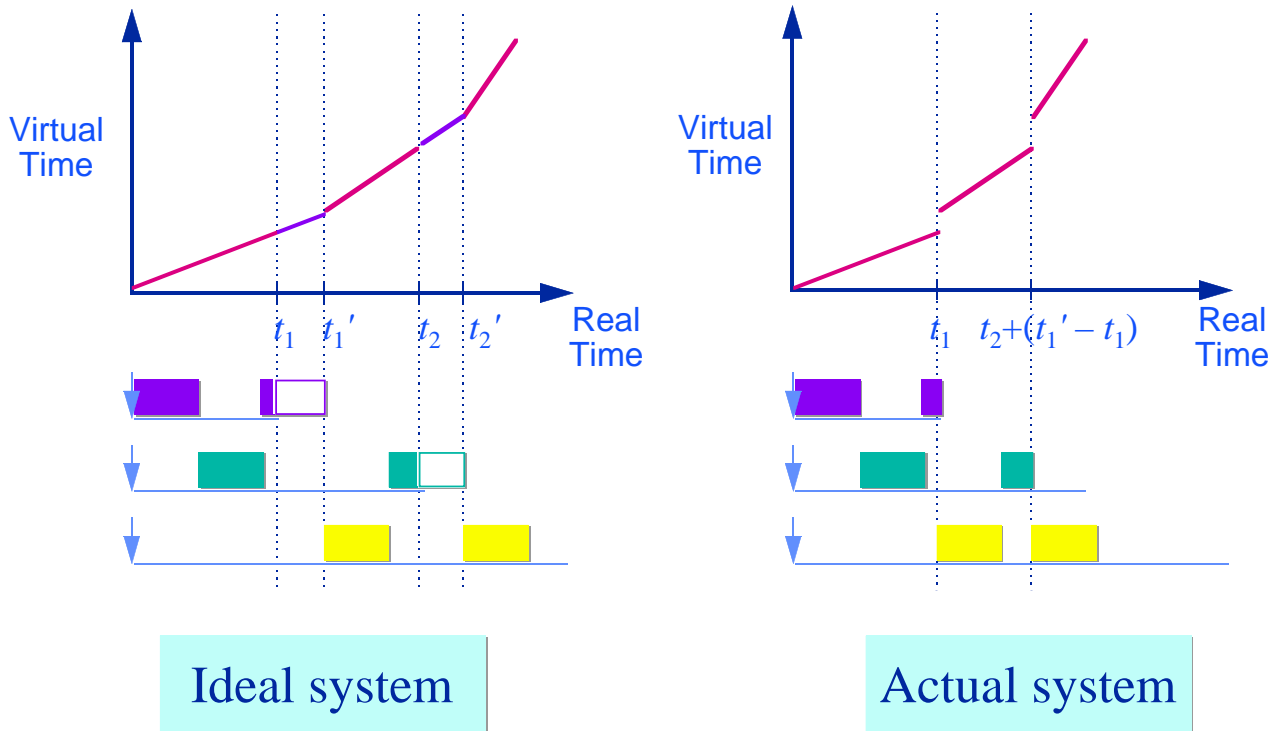 Virtual
Time
t₁ t₁′ t₂ t₂′
Real
Time
Ideal system
Virtual
Time
t₁ t₂+(t₁′ – t₁)
Real
Time
Actual system